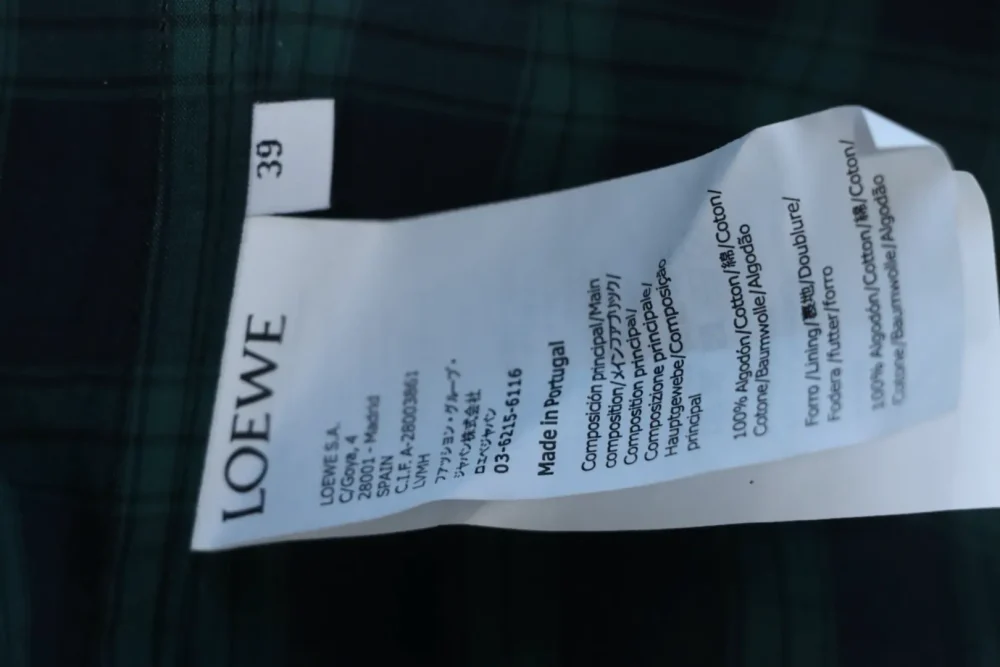 39
LOEWE
LOEWE S.A.
C/Goya, 4
28001 - Madrid
SPAIN
C.I.F. A-28003861
LVMH
ファッション・グループ・
ジャパン株式会社
ロエベジャパン
03-6215-6116
Made in Portugal
Composición principal/Main
composition/メインファブリック/
Composition principal/
Composizione principale/
Hauptgewebe/Composição
principal
100% Algodón/Cotton/綿/Coton/
Cotone/Baumwolle/Algodão
Forro /Lining/裏地/Doublure/
Fodera /futter/forro
100% Algodón/Cotton/綿/Coton/
Cotone/Baumwolle/Algodão